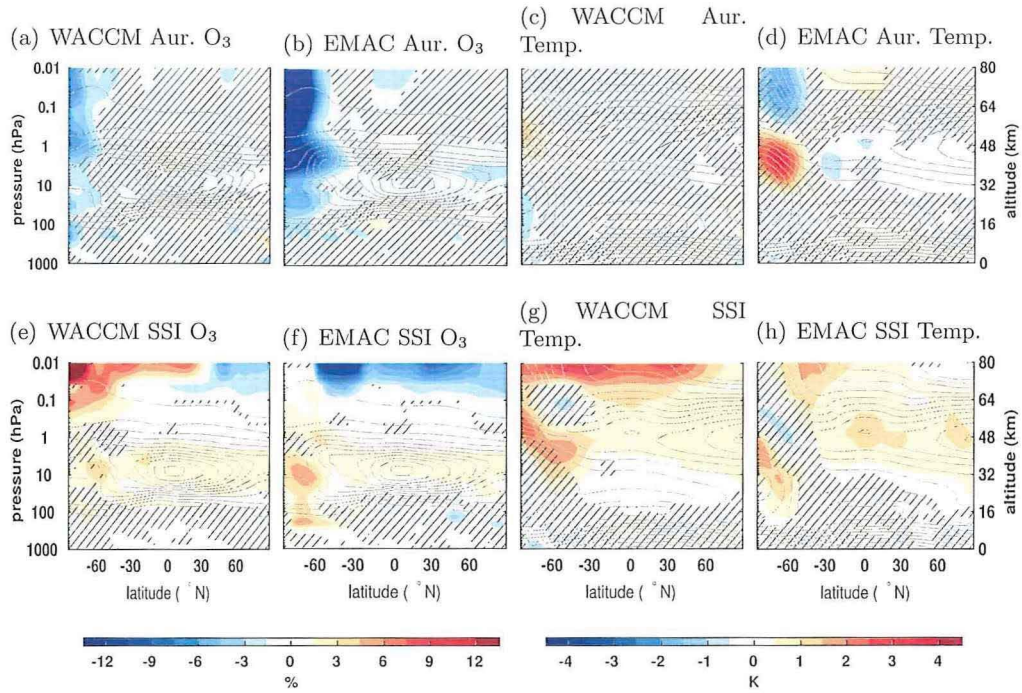 (a) WACCM Aur. O₃
(b) EMAC Aur. O₃
(c) WACCM Aur. Temp.
(d) EMAC Aur. Temp.
pressure (hPa)
0.01
0.1
1
10
100
1000
80
64
48
32
16
0
altitude (km)
(e) WACCM SSI O₃
(f) EMAC SSI O₃
(g) WACCM SSI Temp.
(h) EMAC SSI Temp.
pressure (hPa)
0.01
0.1
1
10
100
1000
80
64
48
32
16
0
altitude (km)
-60 -30 0 30 60
-60 -30 0 30 60
-60 -30 0 30 60
-60 -30 0 30 60
latitude ( °N)
latitude ( °N)
latitude ( °N)
latitude ( °N)
-12 -9 -6 -3 0 3 6 9 12
%
-4 -3 -2 -1 0 1 2 3 4
K